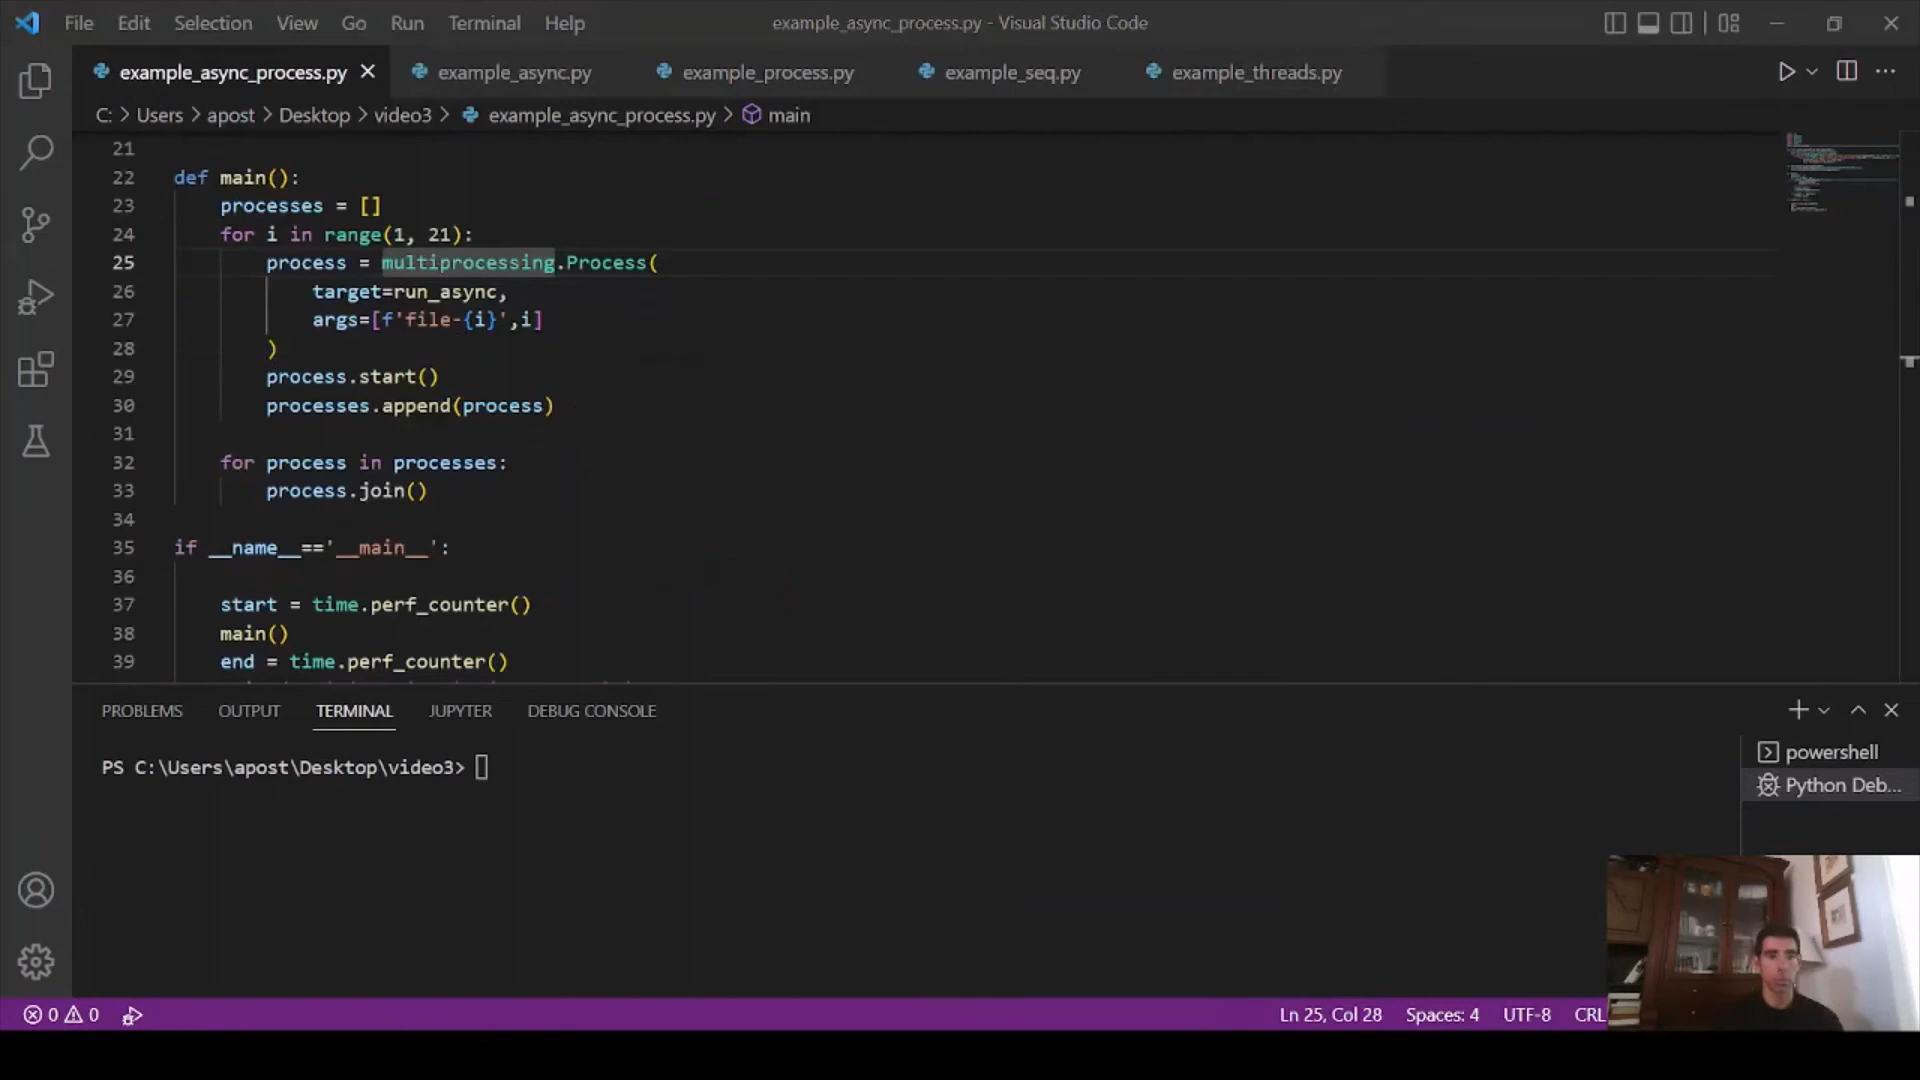 File Edit Selection View Go Run Terminal Help
example_async_process.py - Visual Studio Code
example_async_process.py example_async.py example_process.py example_seq.py example_threads.py
C: > Users > apost > Desktop > video3 > example_async_process.py > main
21
22 def main():
23 processes = []
24 for i in range(1, 21):
25 process = multiprocessing.Process(
26 target=run_async,
27 args=[f'file-{i}',i]
28 )
29 process.start()
30 processes.append(process)
31
32 for process in processes:
33 process.join()
34
35 if __name__=='__main__':
36
37 start = time.perf_counter()
38 main()
39 end = time.perf_counter()
PROBLEMS OUTPUT TERMINAL JUPYTER DEBUG CONSOLE
PS C:\Users\apost\Desktop\video3>
powershell
Python Deb...
0 0
Ln 25, Col 28 Spaces: 4 UTF-8 CRL